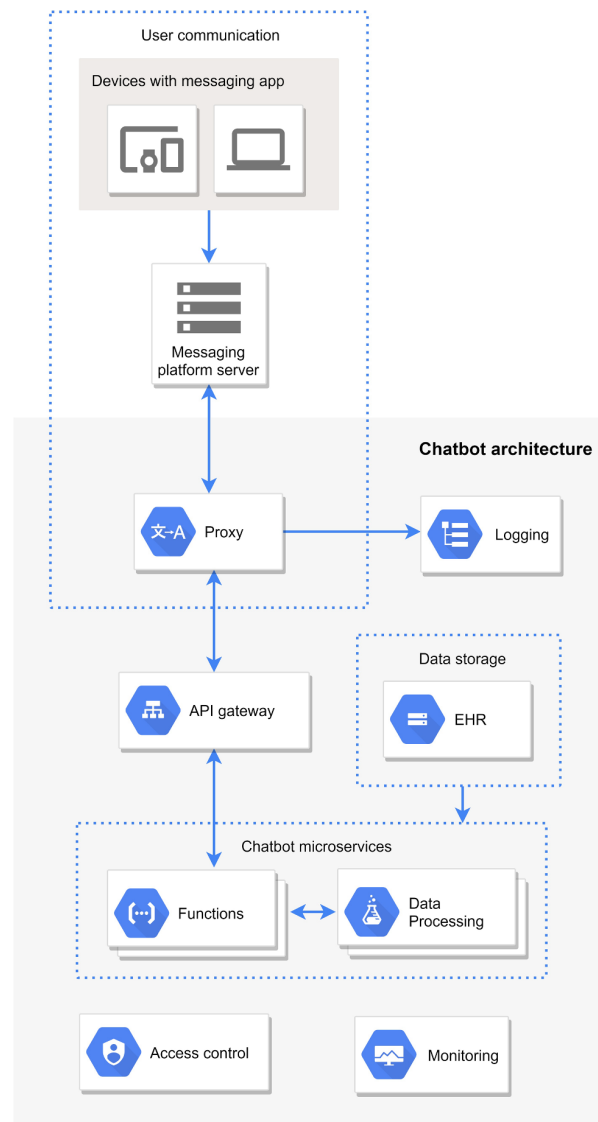 User communication
Devices with messaging app
Messaging
platform server
Chatbot architecture
文→A
Proxy
Logging
Data storage
API gateway
EHR
Chatbot microservices
Functions
Data
Processing
Access control
Monitoring